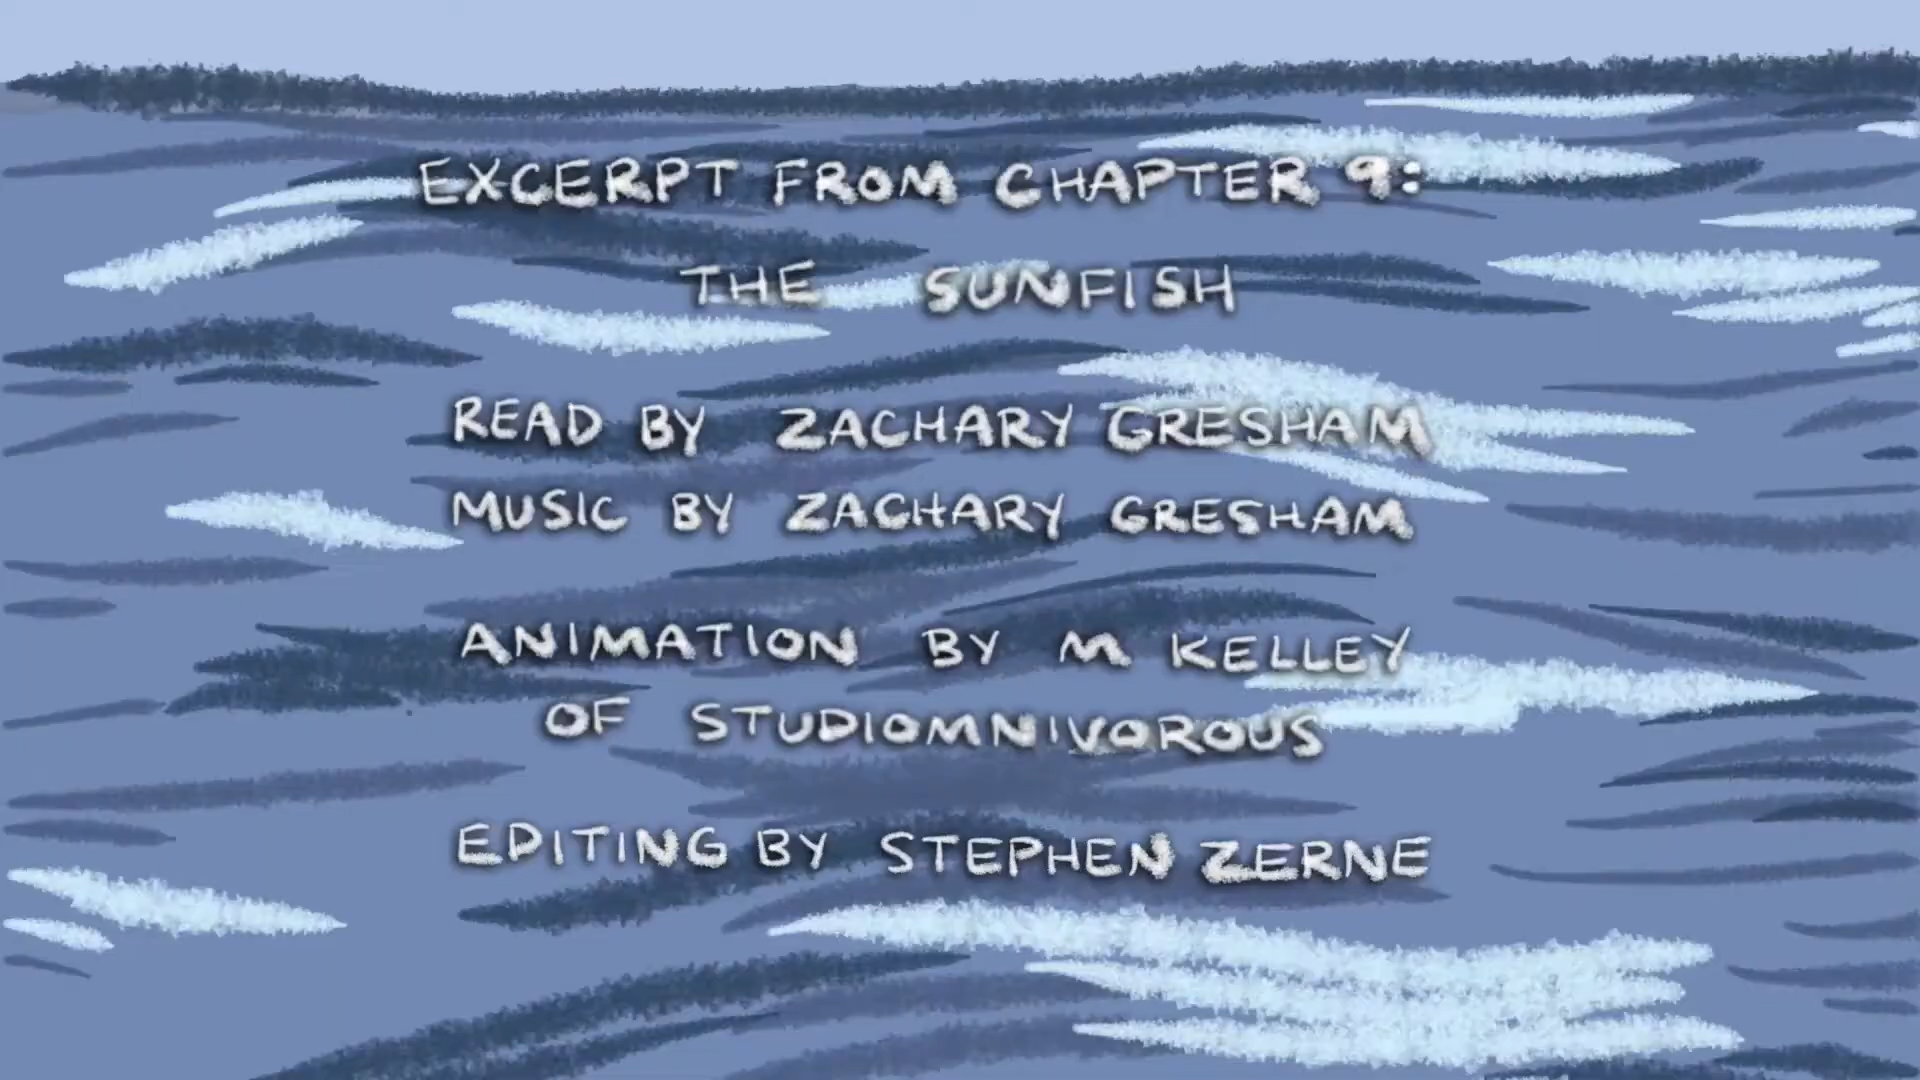 EXCERPT FROM CHAPTER 9:
THE SUNFISH
READ BY ZACHARY GRESHAM
MUSIC BY ZACHARY GRESHAM
ANIMATION BY M KELLEY
OF STUDIOMNIVOROUS
EDITING BY STEPHEN ZERNE